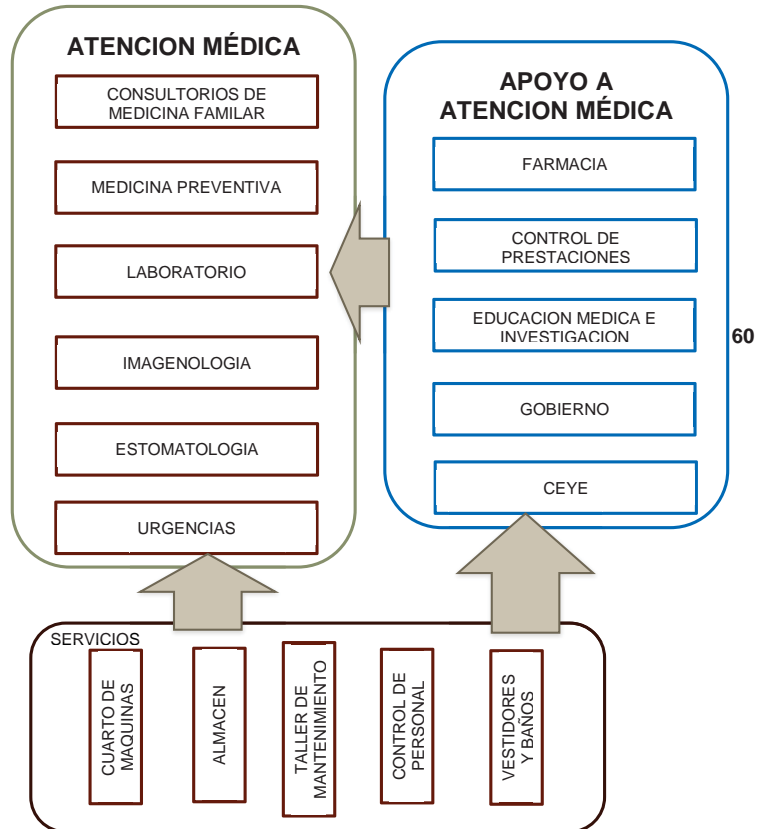 ATENCION MÉDICA
CONSULTORIOS DE
MEDICINA FAMILAR
MEDICINA PREVENTIVA
LABORATORIO
IMAGENOLOGIA
ESTOMATOLOGIA
URGENCIAS
APOYO A
ATENCION MÉDICA
FARMACIA
CONTROL DE
PRESTACIONES
EDUCACION MEDICA E
INVESTIGACION
GOBIERNO
CEYE
60
SERVICIOS
CUARTO DE
MAQUINAS
ALMACEN
TALLER DE
MANTENIMIENTO
CONTROL DE
PERSONAL
VESTIDORES
Y BAÑOS